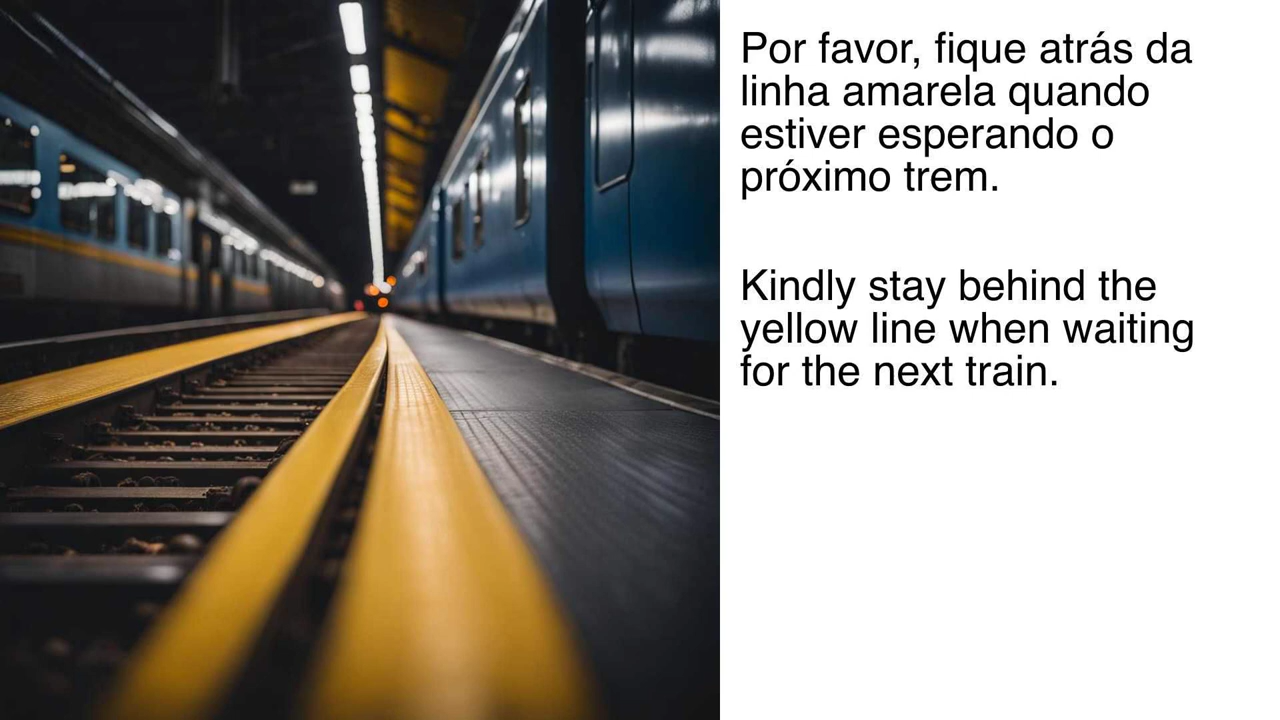 Por favor, fique atrás da
linha amarela quando
estiver esperando o
próximo trem.
Kindly stay behind the
yellow line when waiting
for the next train.